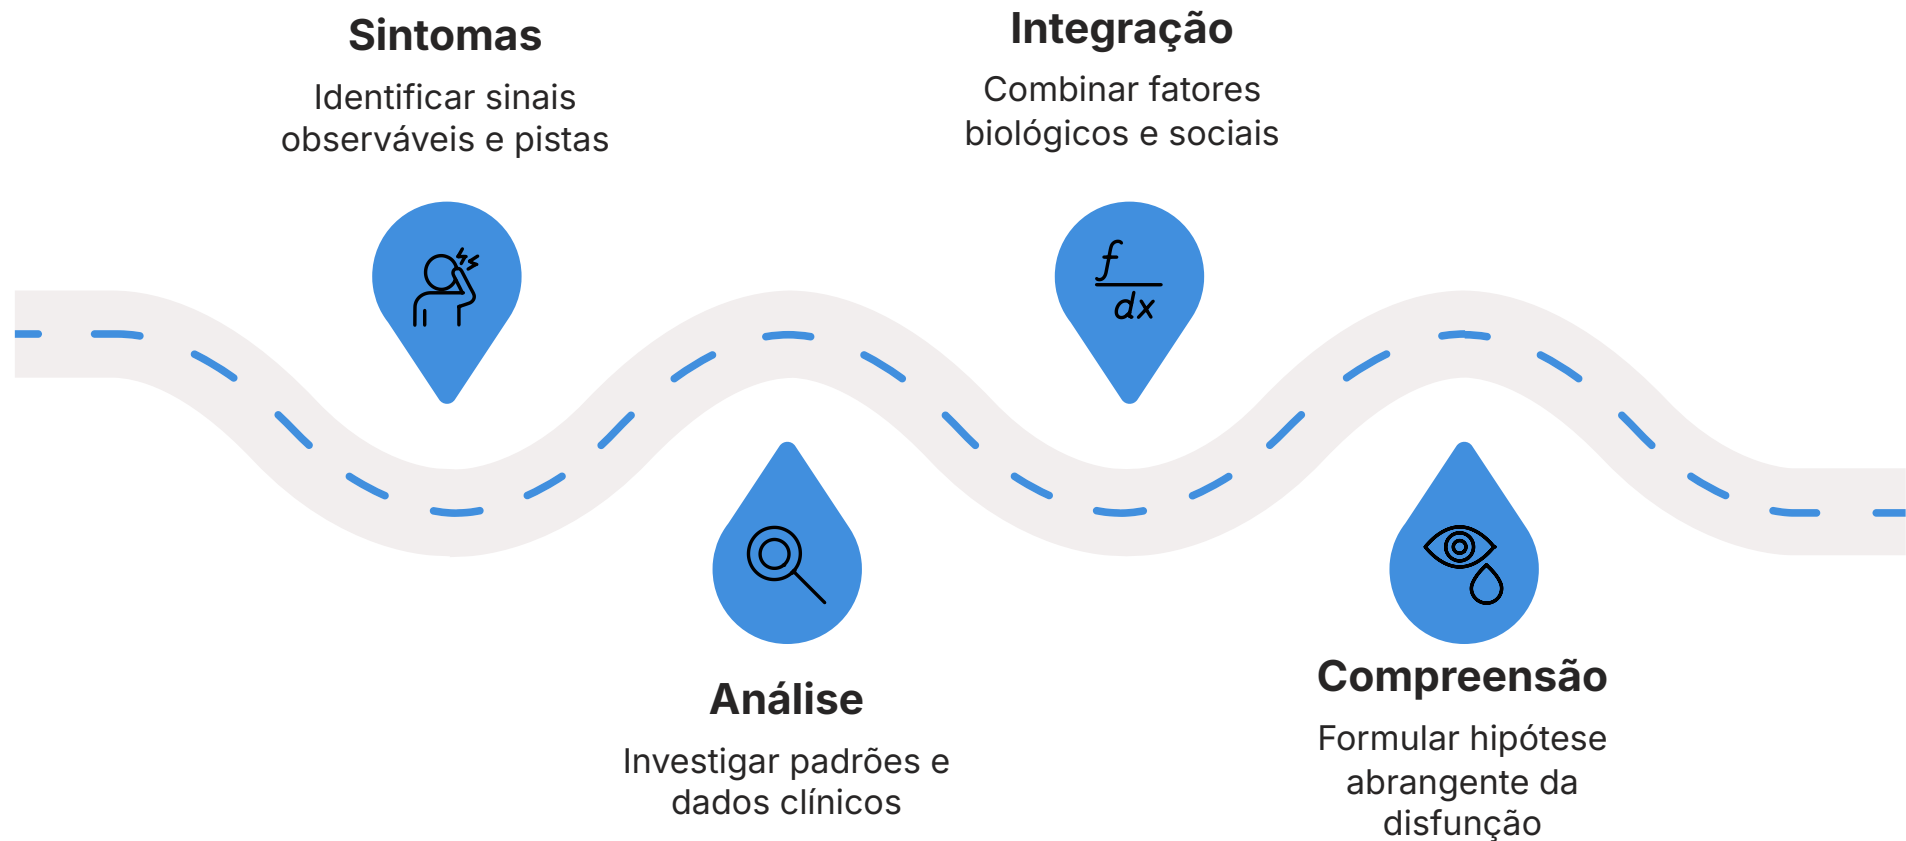 Sintomas
Identificar sinais
observáveis e pistas
Integração
Combinar fatores
biológicos e sociais
f
dx
Análise
Investigar padrões e
dados clínicos
Compreensão
Formular hipótese
abrangente da
disfunção